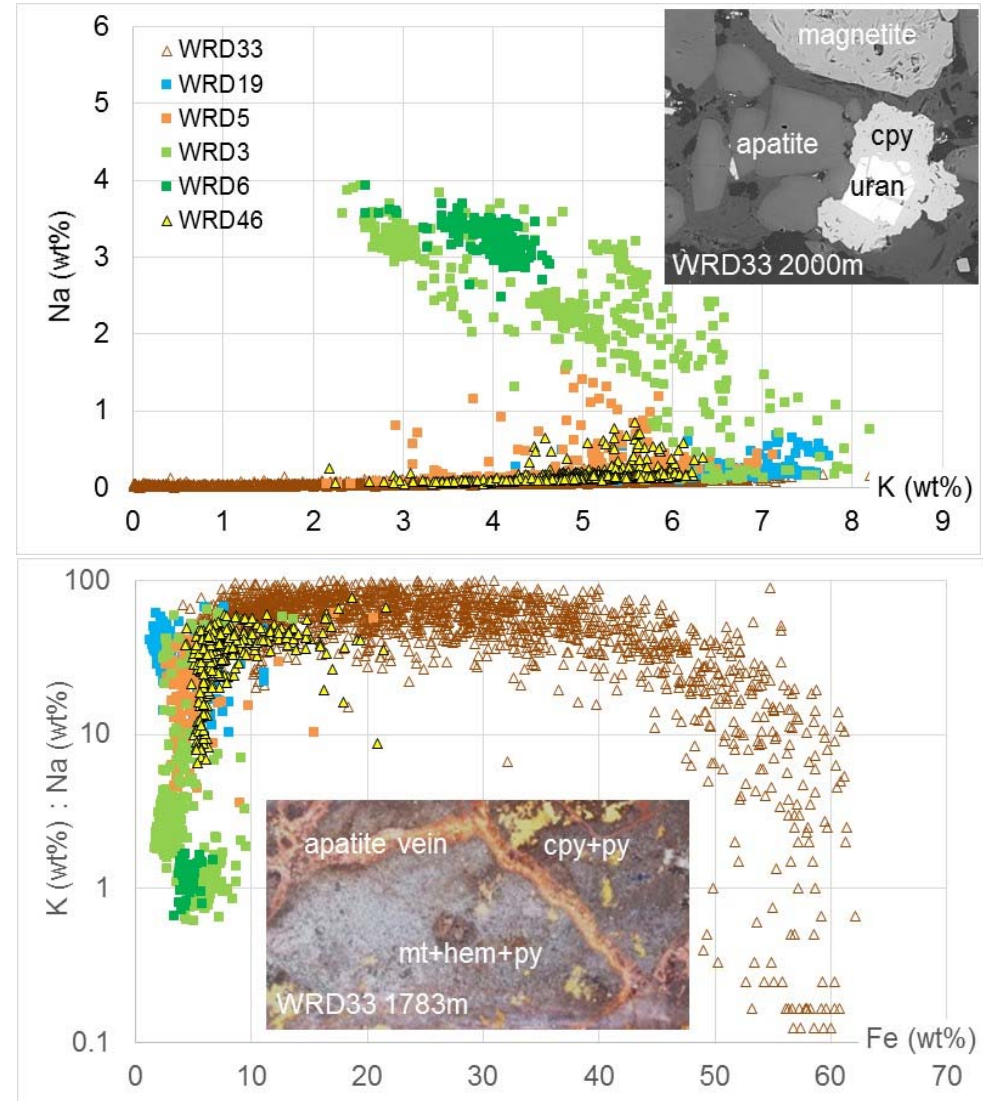 6
5
4
3
2
1
0
Na (wt%)
WRD33
WRD19
WRD5
WRD3
WRD6
WRD46
magnetite
apatite
cpy
uran
WRD33 2000m
0 1 2 3 4 5 6 7 8 9
K (wt%)
100
10
1
0.1
K (wt%) : Na (wt%)
apatite vein
cpy+py
mt+hem+py
WRD33 1783m
Fe (wt%)
0 10 20 30 40 50 60 70